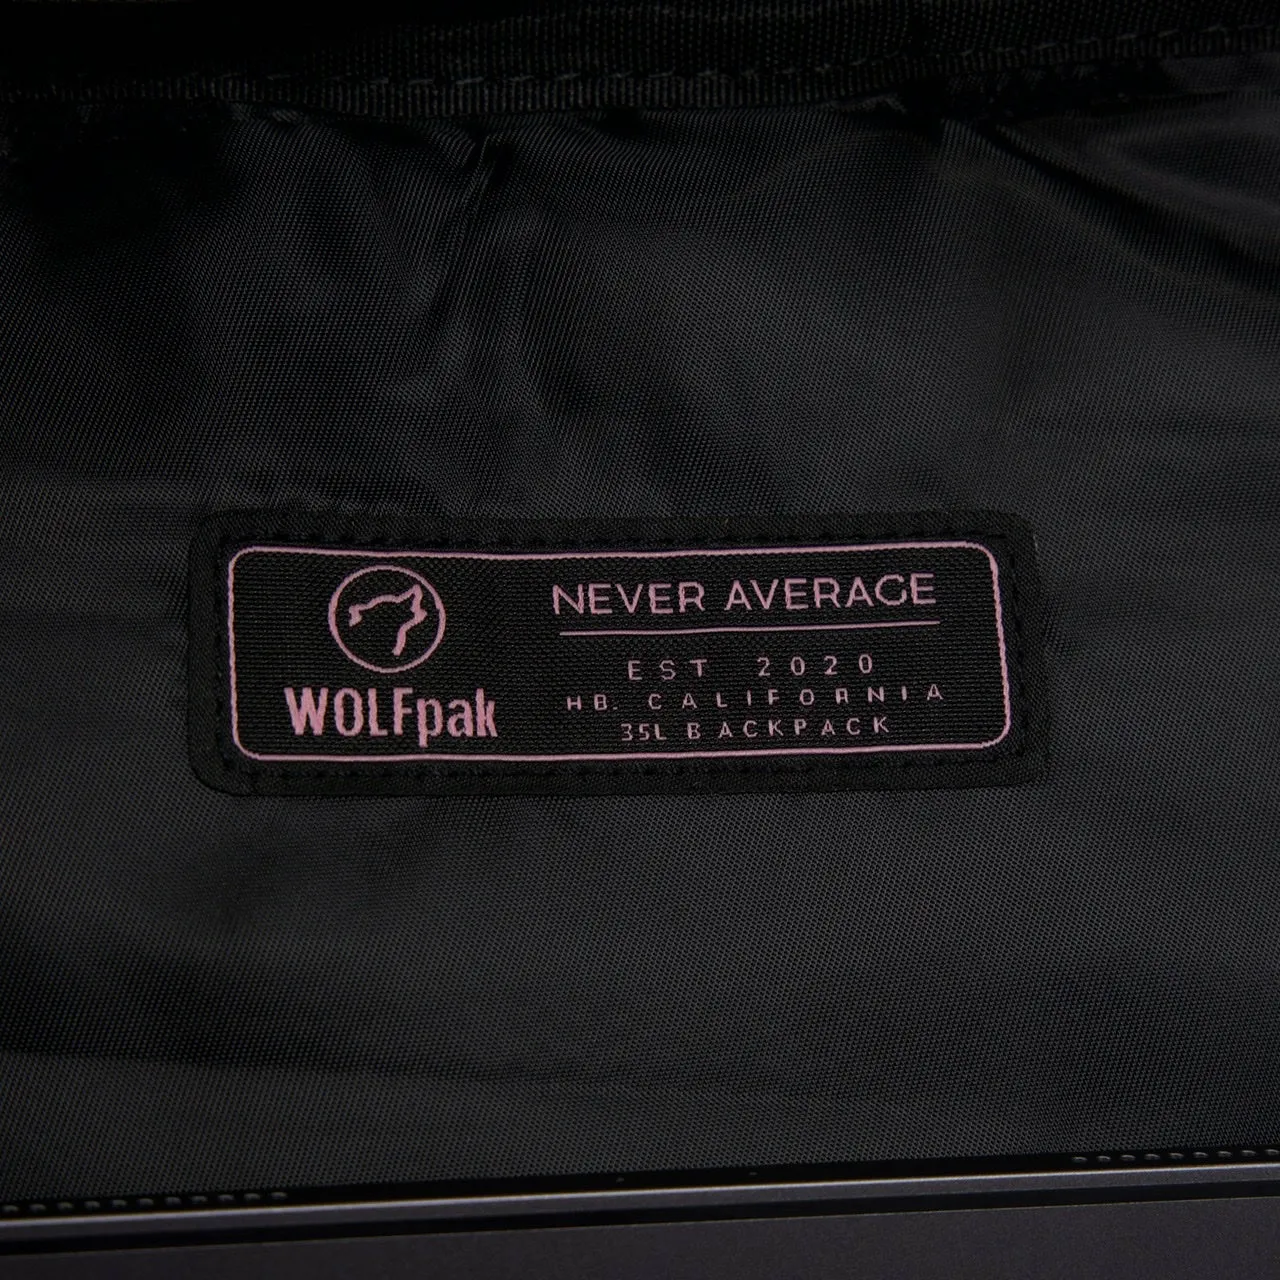 WOLFpak
NEVER AVERAGE
EST 2020
HB. CALIFORNIA
35L BACKPACK